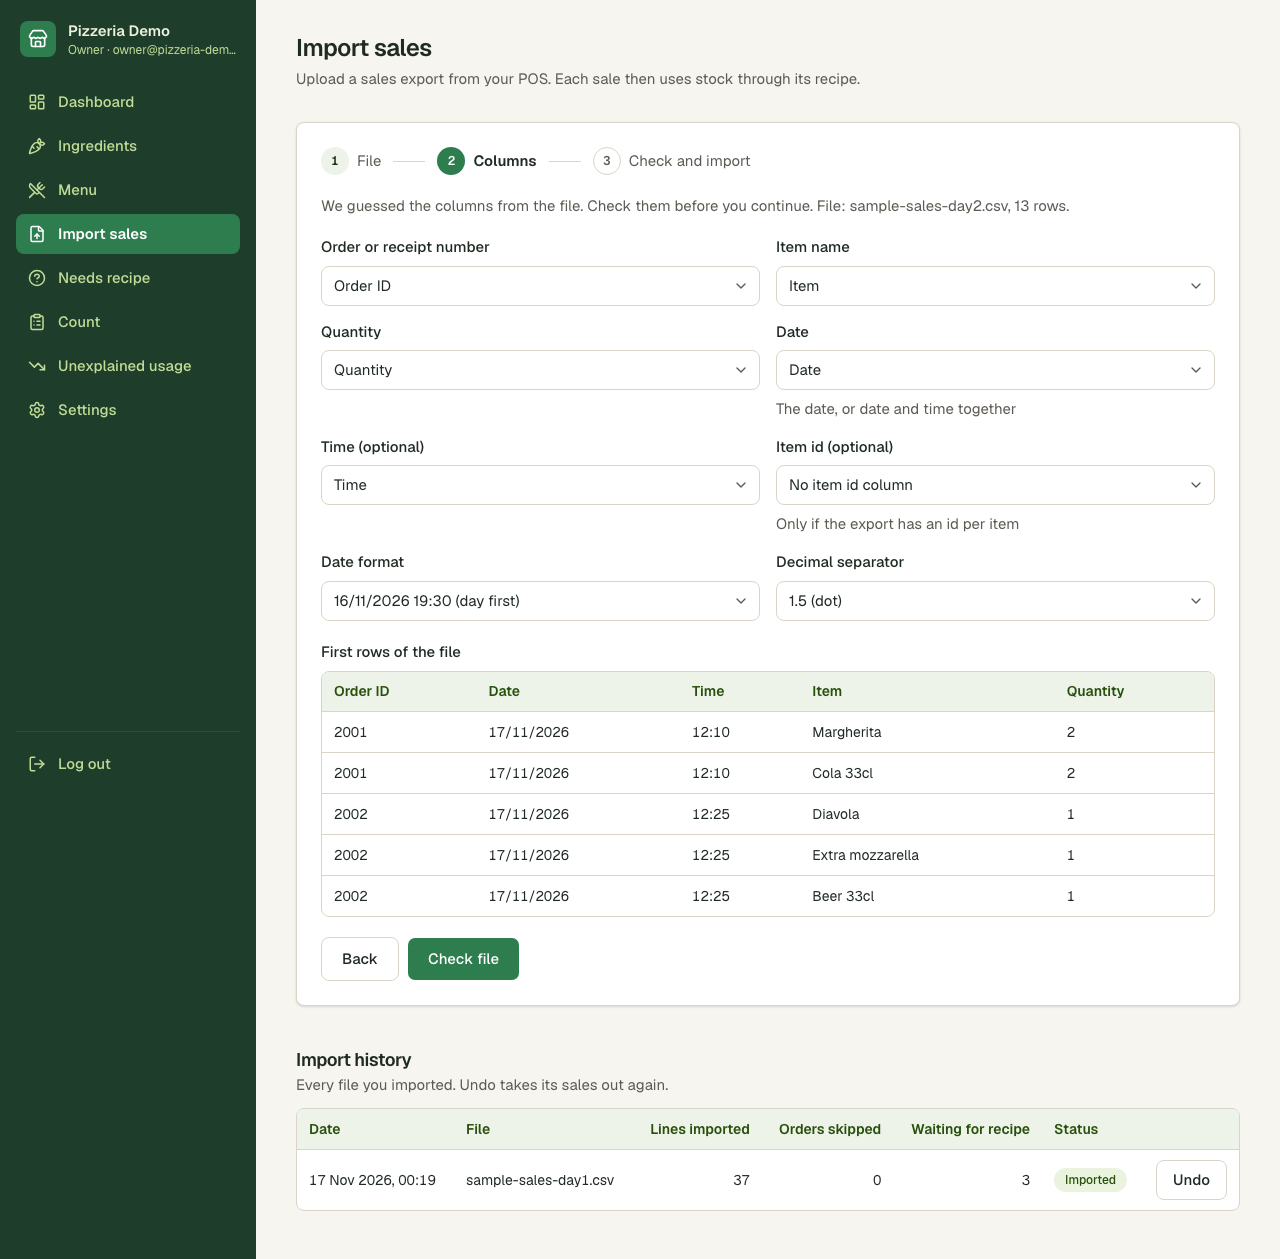 Pizzeria Demo
Owner · owner@pizzeria-dem...
Dashboard
Ingredients
Menu
Import sales
Needs recipe
Count
Unexplained usage
Settings
Log out
Import sales
Upload a sales export from your POS. Each sale then uses stock through its recipe.
1 File 2 Columns 3 Check and import
We guessed the columns from the file. Check them before you continue. File: sample-sales-day2.csv, 13 rows.
Order or receipt number Item name
Order ID Item
Quantity Date
Quantity Date
The date, or date and time together
Time (optional) Item id (optional)
Time No item id column
Only if the export has an id per item
Date format Decimal separator
16/11/2026 19:30 (day first) 1.5 (dot)
First rows of the file
Order ID Date Time Item Quantity
2001 17/11/2026 12:10 Margherita 2
2001 17/11/2026 12:10 Cola 33cl 2
2002 17/11/2026 12:25 Diavola 1
2002 17/11/2026 12:25 Extra mozzarella 1
2002 17/11/2026 12:25 Beer 33cl 1
Back Check file
Import history
Every file you imported. Undo takes its sales out again.
Date File Lines imported Orders skipped Waiting for recipe Status
17 Nov 2026, 00:19 sample-sales-day1.csv 37 0 3 Imported Undo